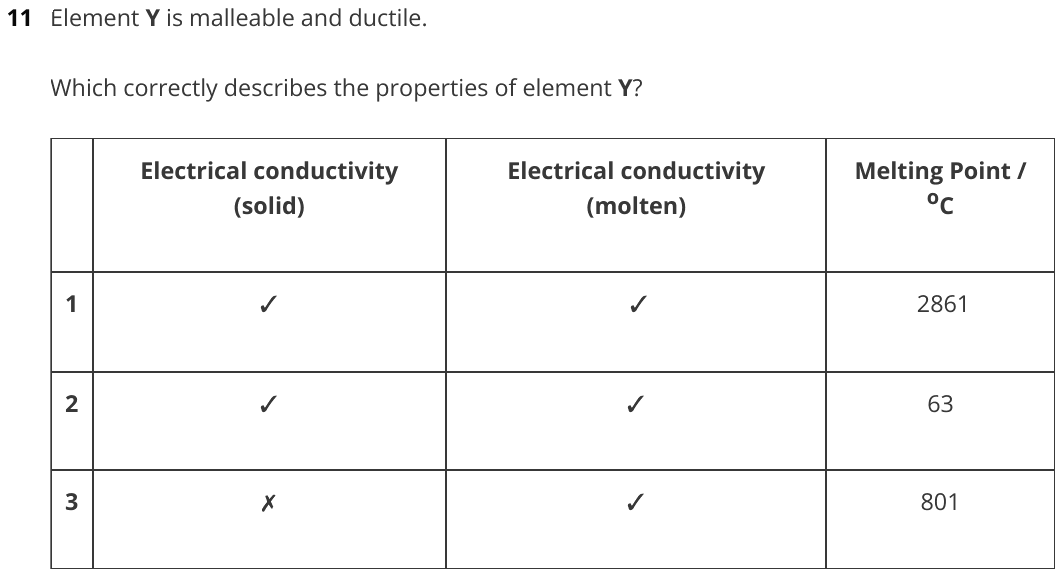 11 Element Y is malleable and ductile.
Which correctly describes the properties of element Y?
Electrical conductivity (solid) Electrical conductivity (molten) Melting Point / ºC
1 ✓ ✓ 2861
2 ✓ ✓ 63
3 ✗ ✓ 801